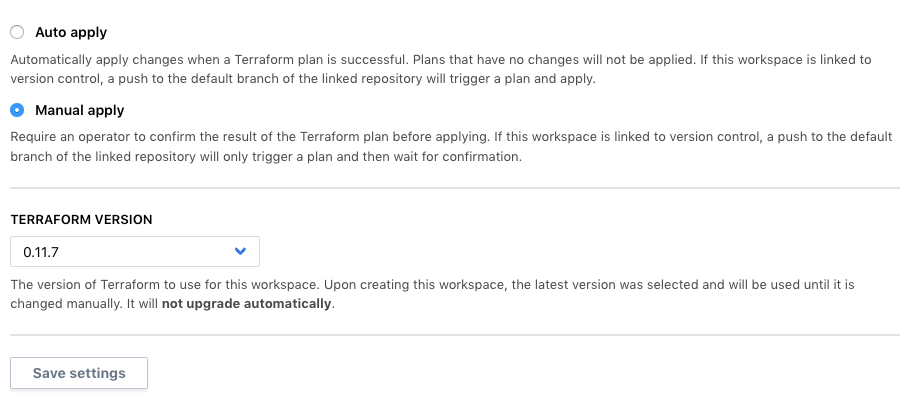 Auto apply
Automatically apply changes when a Terraform plan is successful. Plans that have no changes will not be applied. If this workspace is linked to
version control, a push to the default branch of the linked repository will trigger a plan and apply.
Manual apply
Require an operator to confirm the result of the Terraform plan before applying. If this workspace is linked to version control, a push to the default
branch of the linked repository will only trigger a plan and then wait for confirmation.
TERRAFORM VERSION
0.11.7
The version of Terraform to use for this workspace. Upon creating this workspace, the latest version was selected and will be used until it is
changed manually. It will not upgrade automatically.
Save settings